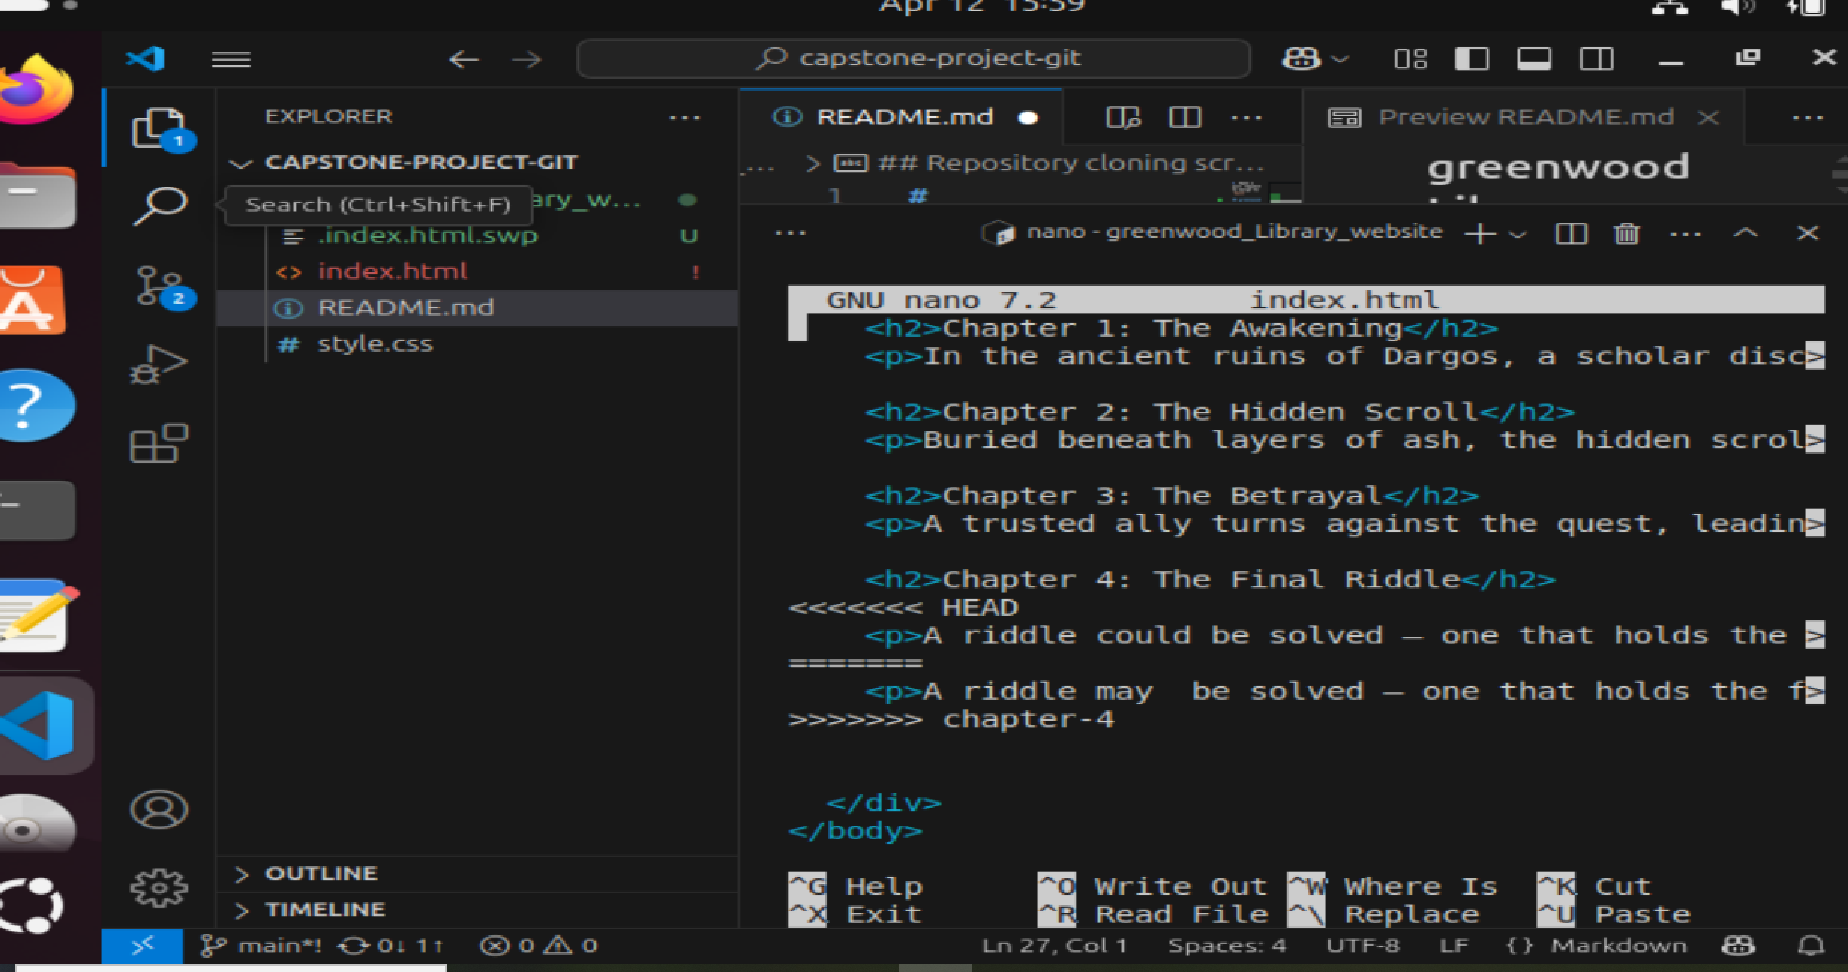 Apr 12 15:59
capstone-project-git
EXPLORER
CAPSTONE-PROJECT-GIT
Search (Ctrl+Shift+F)
ary_w...
.index.html.swp U
index.html !
README.md
style.css
OUTLINE
TIMELINE
1
2
README.md
Preview README.md
... > ## Repository cloning scr...
1 #
greenwood
nano - greenwood_Library_website
GNU nano 7.2 index.html
<h2>Chapter 1: The Awakening</h2>
<p>In the ancient ruins of Dargos, a scholar disc>
<h2>Chapter 2: The Hidden Scroll</h2>
<p>Buried beneath layers of ash, the hidden scrol>
<h2>Chapter 3: The Betrayal</h2>
<p>A trusted ally turns against the quest, leadin>
<h2>Chapter 4: The Final Riddle</h2>
<<<<<<< HEAD
<p>A riddle could be solved — one that holds the >
=======
<p>A riddle may  be solved — one that holds the f>
>>>>>>> chapter-4
</div>
</body>
^G Help ^O Write Out ^W Where Is ^K Cut
^X Exit ^R Read File ^\ Replace ^U Paste
main*! 0↓ 1↑ 0 0 Ln 27, Col 1 Spaces: 4 UTF-8 LF {} Markdown